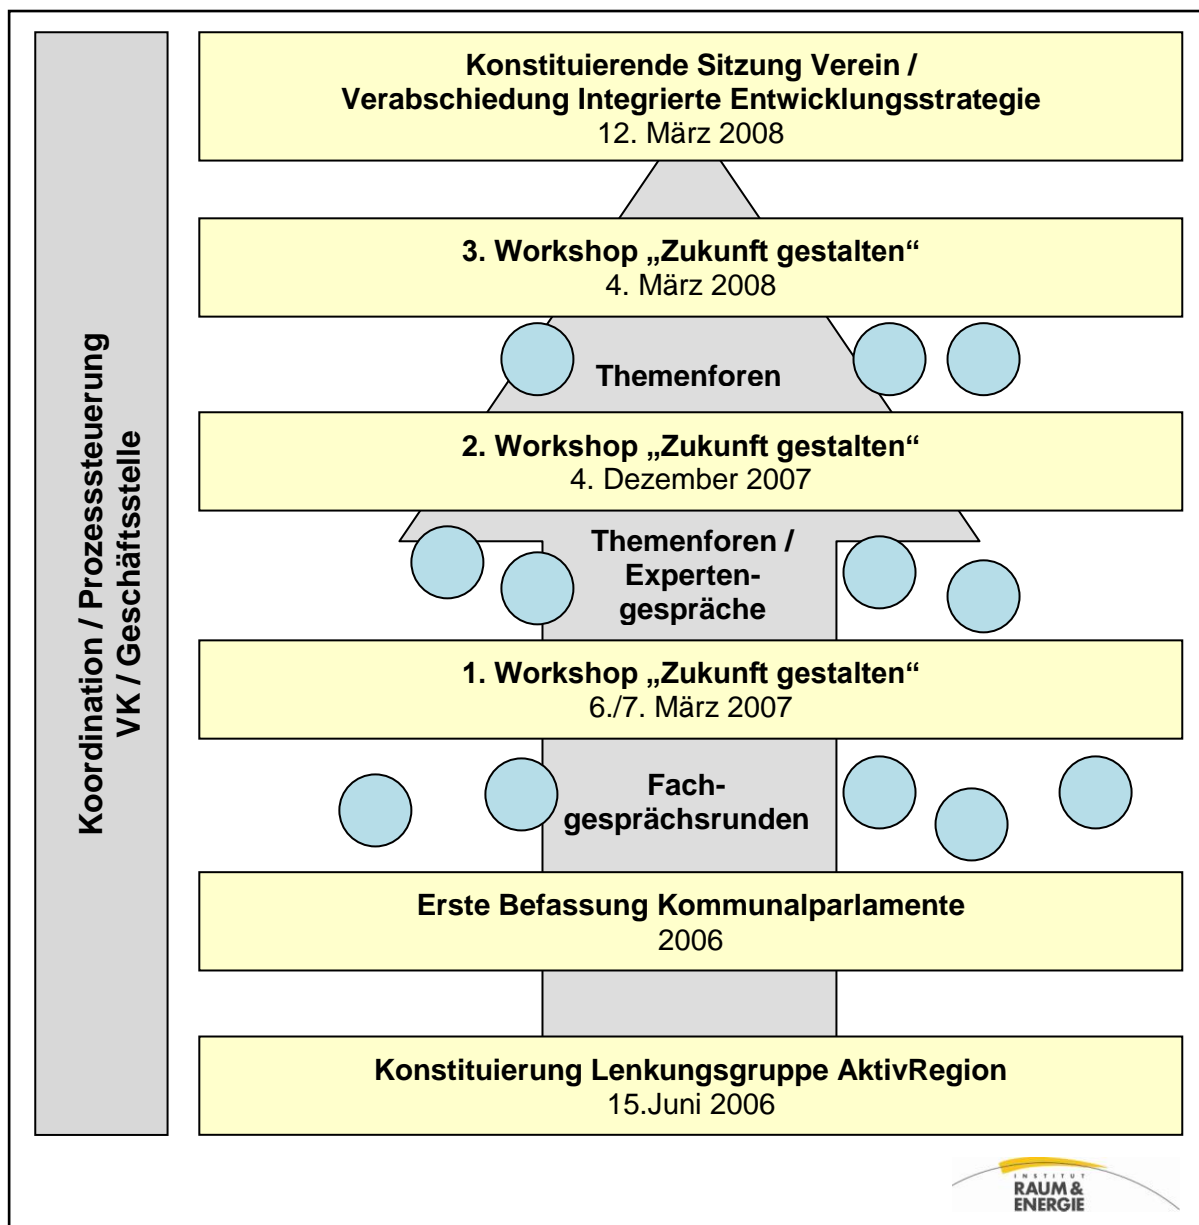 Koordination / Prozesssteuerung
VK / Geschäftsstelle
Konstituierende Sitzung Verein /
Verabschiedung Integrierte Entwicklungsstrategie
12. März 2008
3. Workshop „Zukunft gestalten“
4. März 2008
Themenforen
2. Workshop „Zukunft gestalten“
4. Dezember 2007
Themenforen /
Experten-
gespräche
1. Workshop „Zukunft gestalten“
6./7. März 2007
Fach-
gesprächsrunden
Erste Befassung Kommunalparlamente
2006
Konstituierung Lenkungsgruppe AktivRegion
15.Juni 2006
INSTITUT
RAUM &
ENERGIE